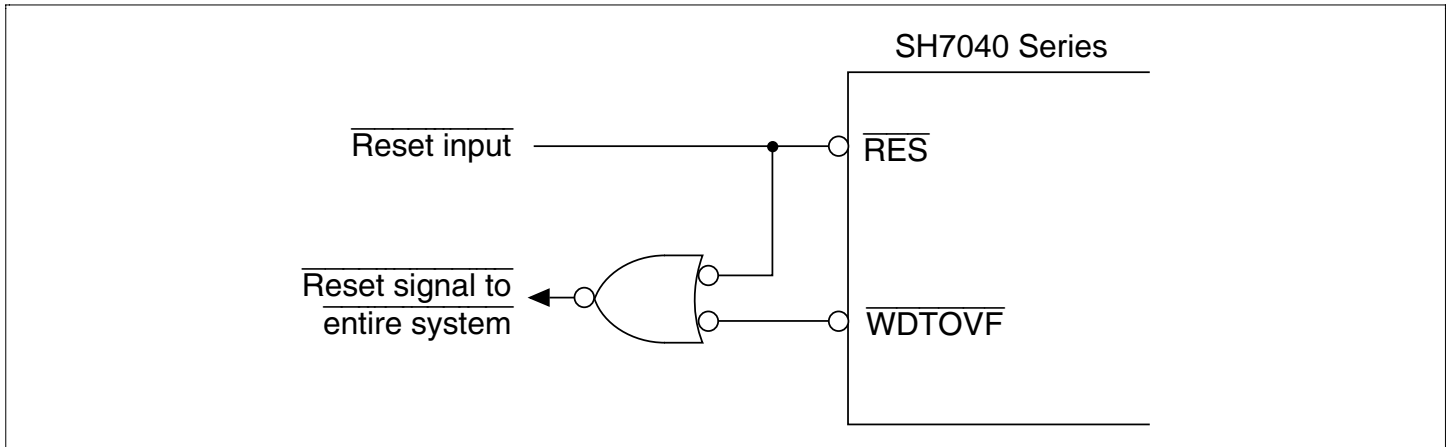 SH7040 Series
Reset input
RES
Reset signal to
entire system
WDTOVF